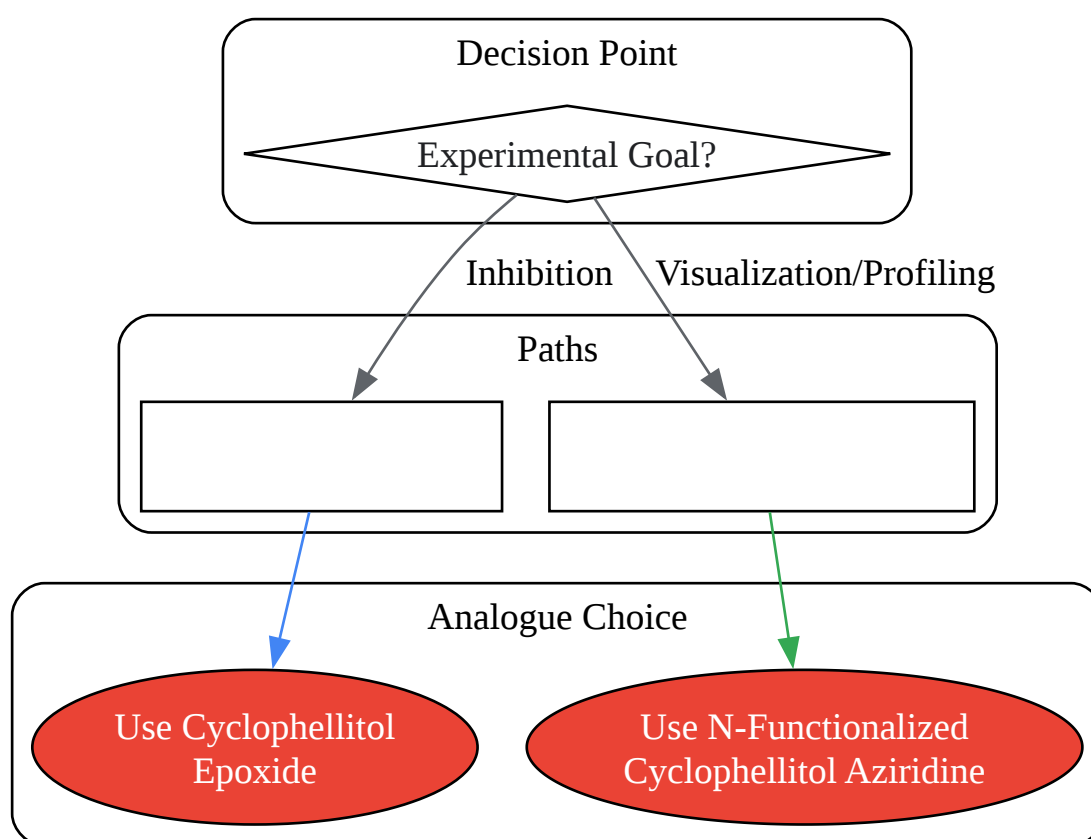 Decision Point
Experimental Goal?
Inhibition
Visualization/Profiling
Paths
Analogue Choice
Use Cyclophellitol
Epoxide
Use N-Functionalized
Cyclophellitol Aziridine